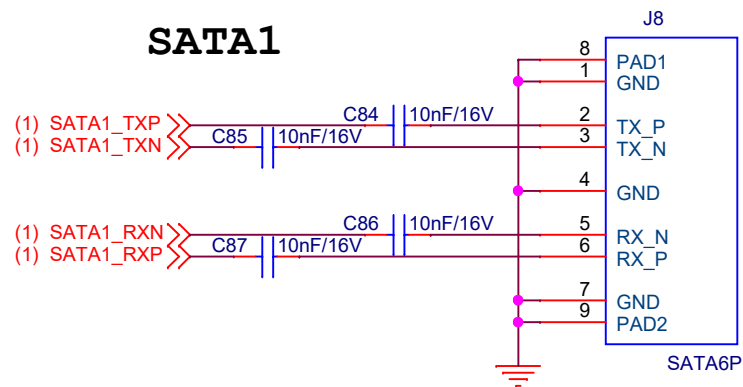 J8
SATA1
8 PAD1
1 GND
(1) SATA1_TXP C84 10nF/16V 2 TX_P
(1) SATA1_TXN C85 10nF/16V 3 TX_N
4 GND
(1) SATA1_RXN C86 10nF/16V 5 RX_N
(1) SATA1_RXP C87 10nF/16V 6 RX_P
7 GND
9 PAD2
SATA6P